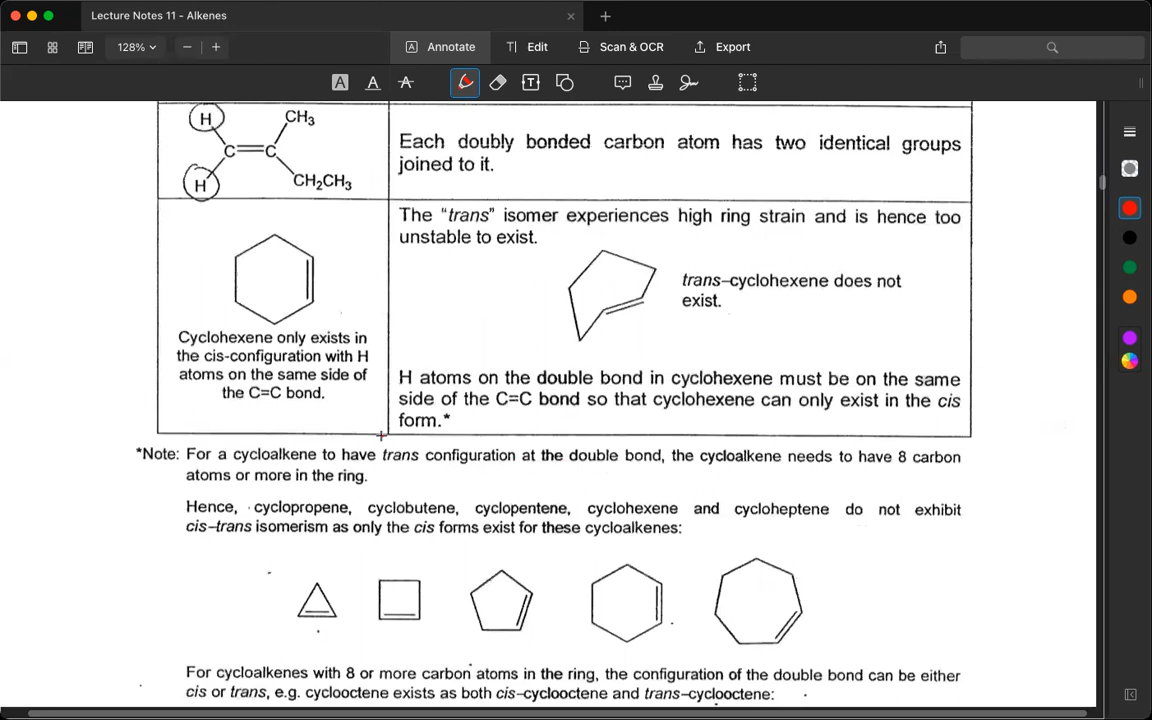 Lecture Notes 11 - Alkenes
128%
Annotate
Edit
Scan & OCR
Export
H
CH3
C=C
H
CH2CH3
Each doubly bonded carbon atom has two identical groups
joined to it.
The “trans” isomer experiences high ring strain and is hence too
unstable to exist.
trans–cyclohexene does not
exist.
Cyclohexene only exists in
the cis-configuration with H
atoms on the same side of
the C=C bond.
H atoms on the double bond in cyclohexene must be on the same
side of the C=C bond so that cyclohexene can only exist in the cis
form.*
*Note: For a cycloalkene to have trans configuration at the double bond, the cycloalkene needs to have 8 carbon
atoms or more in the ring.
Hence, cyclopropene, cyclobutene, cyclopentene, cyclohexene and cycloheptene do not exhibit
cis–trans isomerism as only the cis forms exist for these cycloalkenes:
For cycloalkenes with 8 or more carbon atoms in the ring, the configuration of the double bond can be either
cis or trans, e.g. cyclooctene exists as both cis–cyclooctene and trans–cyclooctene: